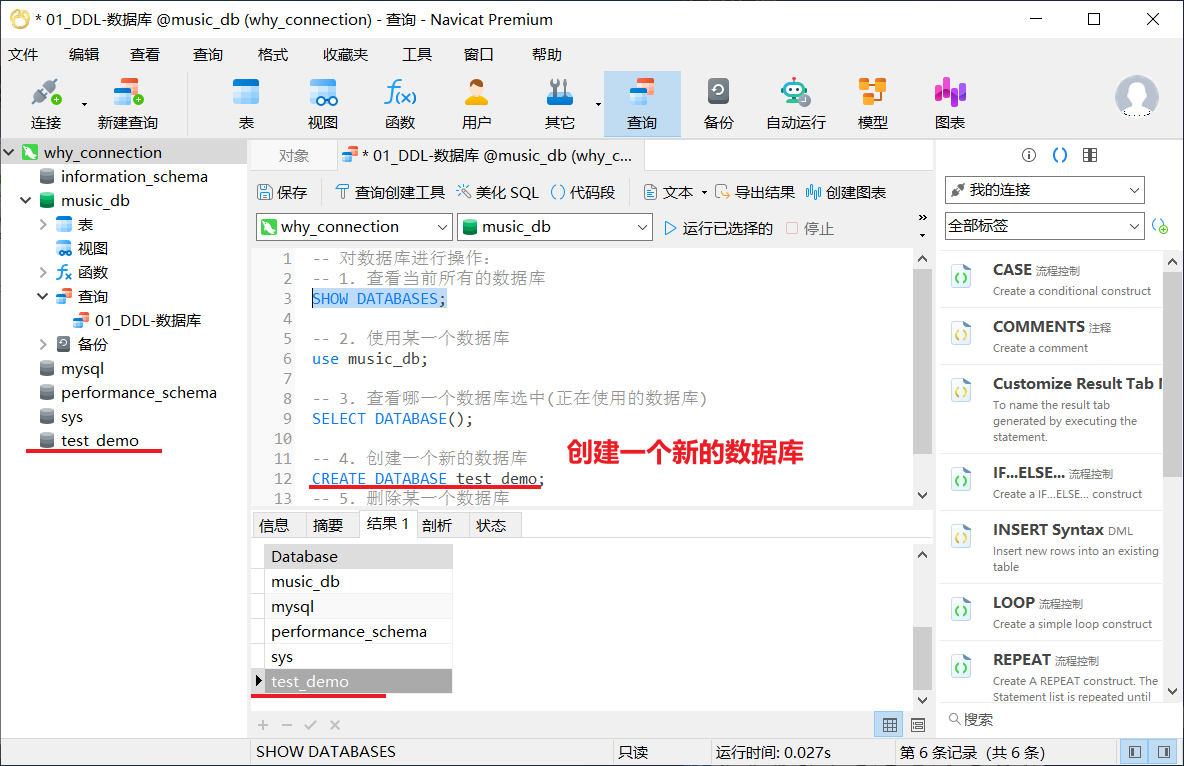 * 01_DDL-数据库 @music_db (why_connection) - 查询 - Navicat Premium
文件 编辑 查看 查询 格式 收藏夹 工具 窗口 帮助
连接 新建查询 表 视图 函数 用户 其它 查询 备份 自动运行 模型 图表
why_connection
information_schema
music_db
表
视图
函数
查询
01_DDL-数据库
备份
mysql
performance_schema
sys
test_demo
对象 * 01_DDL-数据库 @music_db (why_c...
保存 查询创建工具 美化 SQL () 代码段 文本 导出结果 创建图表
why_connection music_db 运行已选择的 停止
1 -- 对数据库进行操作:
2 -- 1. 查看当前所有的数据库
3 SHOW DATABASES;
4
5 -- 2. 使用某一个数据库
6 use music_db;
7
8 -- 3. 查看哪一个数据库选中(正在使用的数据库)
9 SELECT DATABASE();
10
11 -- 4. 创建一个新的数据库
12 CREATE DATABASE test_demo;
13 -- 5. 删除某一个数据库
创建一个新的数据库
信息 摘要 结果 1 剖析 状态
Database
music_db
mysql
performance_schema
sys
test_demo
SHOW DATABASES 只读 运行时间: 0.027s 第 6 条记录 (共 6 条)
我的连接
全部标签
CASE 流程控制
Create a conditional construct
COMMENTS 注释
Create a comment
Customize Result Tab N
To name the result tab
generated by executing the
statement.
IF...ELSE... 流程控制
Create a IF...ELSE... construct
INSERT Syntax DML
Insert new rows into an existing
table
LOOP 流程控制
Create a simple loop construct
REPEAT 流程控制
Create A REPEAT construct. The
Statement list is repeated until
搜索